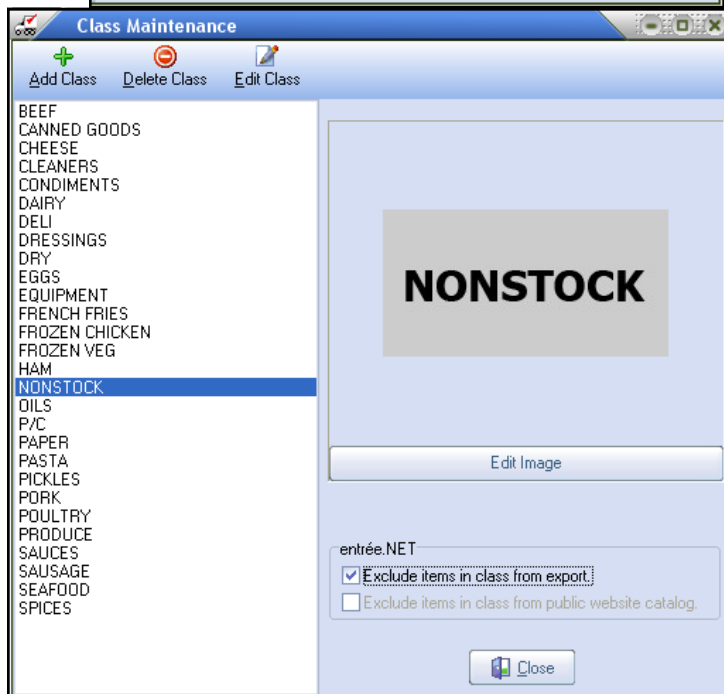 Class Maintenance
Add Class Delete Class Edit Class
BEEF
CANNED GOODS
CHEESE
CLEANERS
CONDIMENTS
DAIRY
DELI
DRESSINGS
DRY
EGGS
EQUIPMENT
FRENCH FRIES
FROZEN CHICKEN
FROZEN VEG
HAM
NONSTOCK
OILS
P/C
PAPER
PASTA
PICKLES
PORK
POULTRY
PRODUCE
SAUCES
SAUSAGE
SEAFOOD
SPICES
NONSTOCK
Edit Image
entrée.NET
Exclude items in class from export.
Exclude items in class from public website catalog.
Close